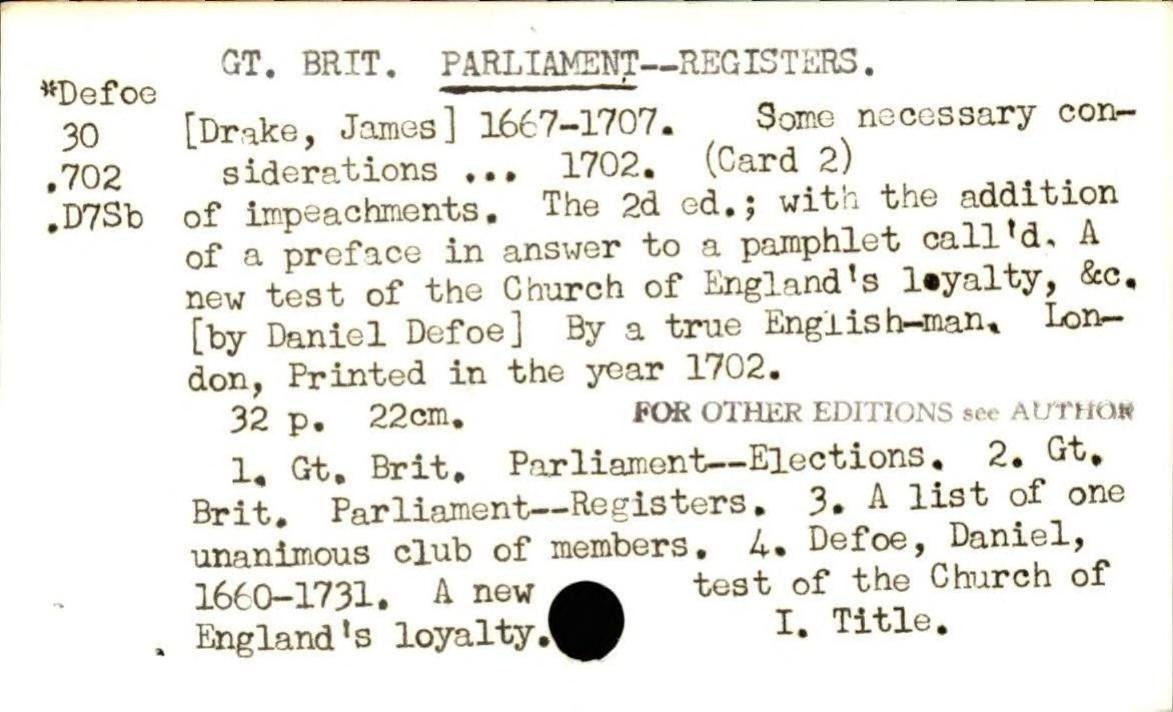 GT. BRIT. PARLIAMENT--REGISTERS.
*Defoe
30
.702
.D7Sb
[Drake, James] 1667-1707. Some necessary con-
siderations ... 1702. (Card 2)
of impeachments. The 2d ed.; with the addition
of a preface in answer to a pamphlet call'd. A
new test of the Church of England's loyalty, &c.
[by Daniel Defoe] By a true English-man. Lon-
don, Printed in the year 1702.
32 p. 22cm. FOR OTHER EDITIONS see AUTHOR
1. Gt. Brit. Parliament--Elections. 2. Gt.
Brit. Parliament--Registers. 3. A list of one
unanimous club of members. 4. Defoe, Daniel,
1660-1731. A new test of the Church of
England's loyalty. I. Title.